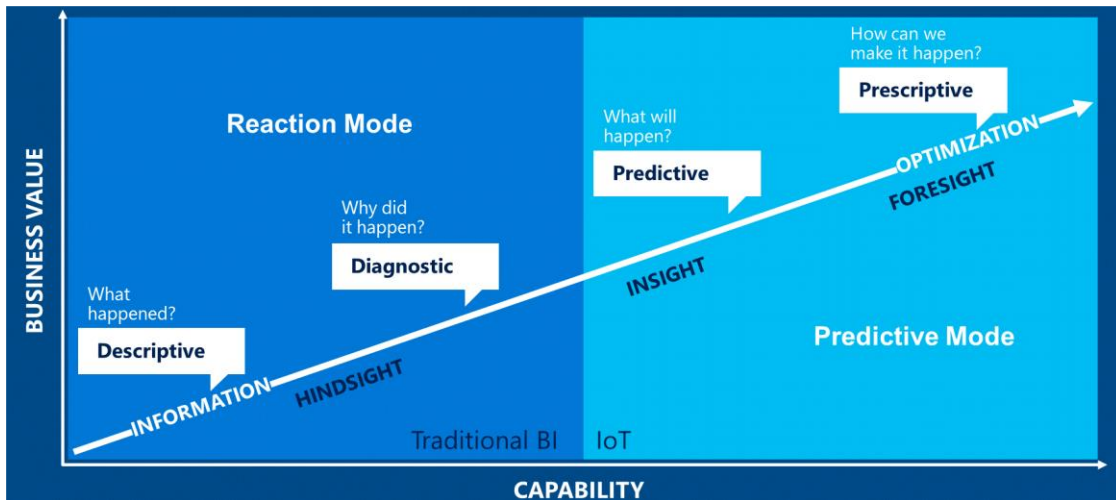 BUSINESS VALUE
Reaction Mode
What
happened?
Descriptive
Why did
it happen?
Diagnostic
What will
happen?
Predictive
How can we
make it happen?
Prescriptive
INFORMATION
HINDSIGHT
INSIGHT
OPTIMIZATION
FORESIGHT
Predictive Mode
Traditional BI
IoT
CAPABILITY